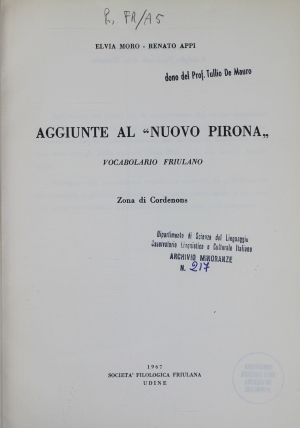 R, FR/A5
ELVIA MORO - RENATO APPI
dono del Prof. Tullio De Mauro
AGGIUNTE AL “NUOVO PIRONA„
VOCABOLARIO FRIULANO
Zona di Cordenons
Dipartimento di Scienze del Linguaggio
Osservatorio Linguistico e Culturale Italiano
ARCHIVIO MINORANZE
N. 217
1967
SOCIETA' FILOLOGICA FRIULANA
UDINE